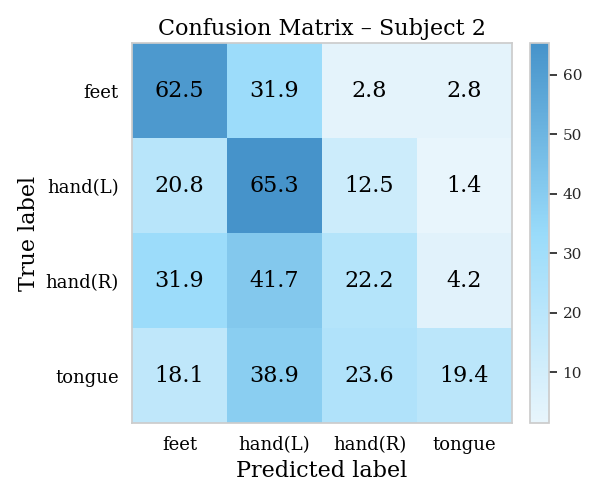 Confusion Matrix – Subject 2
feet 62.5 31.9 2.8 2.8
hand(L) 20.8 65.3 12.5 1.4
hand(R) 31.9 41.7 22.2 4.2
tongue 18.1 38.9 23.6 19.4
feet hand(L) hand(R) tongue
Predicted label
True label
60
50
40
30
20
10